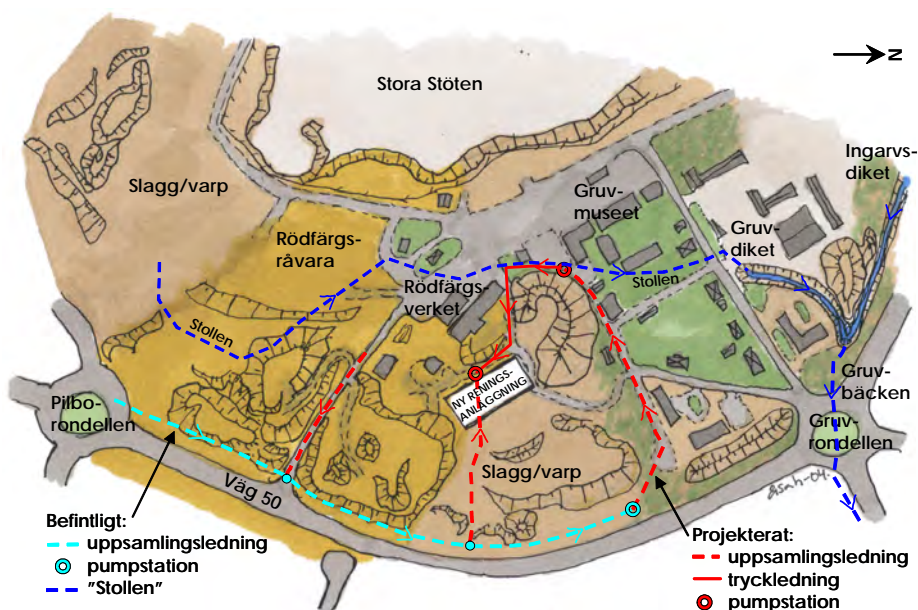 N
Stora Stöten
Ingarvs-
diket
Slagg/varp
Gruv-
museet
Gruv-
diket
Rödfärgs-
råvara
Rödfärgs-
verket
Stollen
Stollen
NY RENINGS-
ANLÄGGNING
Gruv-
bäcken
Pilbo-
rondellen
Gruv-
rondellen
Slagg/varp
Väg 50
Befintligt:
uppsamlingsledning
pumpstation
"Stollen"
Projekterat:
uppsamlingsledning
tryckledning
pumpstation